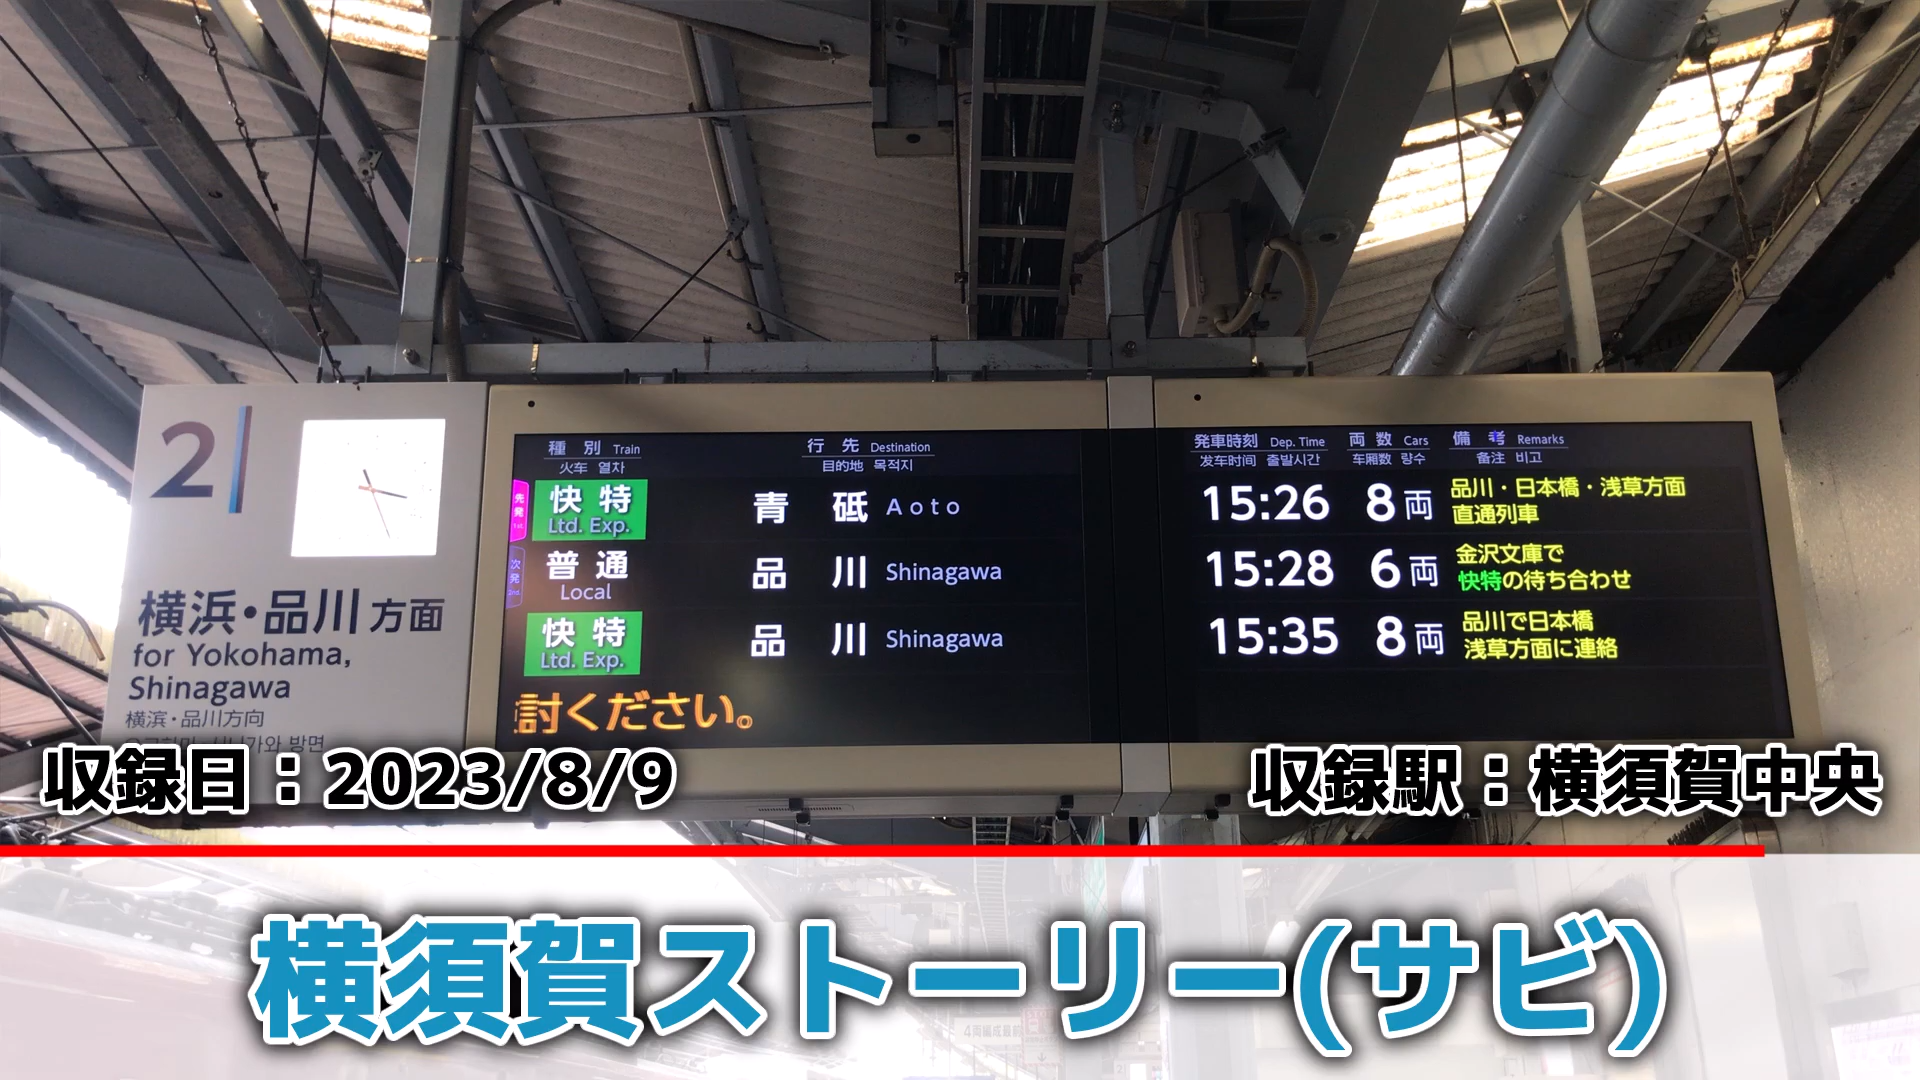 2
横浜・品川方面
for Yokohama,
Shinagawa
横滨・品川方向
種別 Train 行先 Destination 発車時刻 Dep. Time 両数 Cars 備考 Remarks
火车 열차 目的地 목적지 发车时间 출발시간 车厢数 량수 备注 비고
先発 1st. 快特 Ltd. Exp. 青砥 Aoto 15:26 8両 品川・日本橋・浅草方面
直通列車
次発 2nd. 普通 Local 品川 Shinagawa 15:28 6両 金沢文庫で
快特の待ち合わせ
快特 Ltd. Exp. 品川 Shinagawa 15:35 8両 品川で日本橋
浅草方面に連絡
討ください。
収録日：2023/8/9
収録駅：横須賀中央
横須賀ストーリー(サビ)